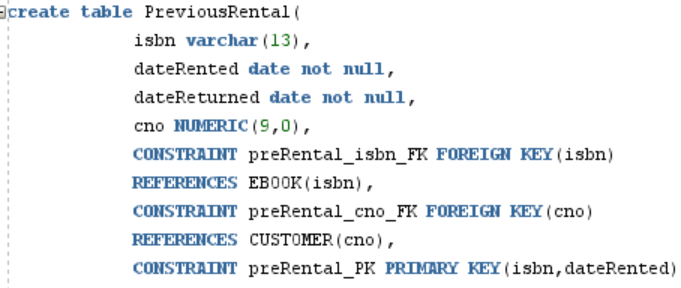 create table PreviousRental(
isbn varchar(13),
dateRented date not null,
dateReturned date not null,
cno NUMERIC(9,0),
CONSTRAINT preRental_isbn_FK FOREIGN KEY(isbn)
REFERENCES EBOOK(isbn),
CONSTRAINT preRental_cno_FK FOREIGN KEY(cno)
REFERENCES CUSTOMER(cno),
CONSTRAINT preRental_PK PRIMARY KEY(isbn,dateRented)